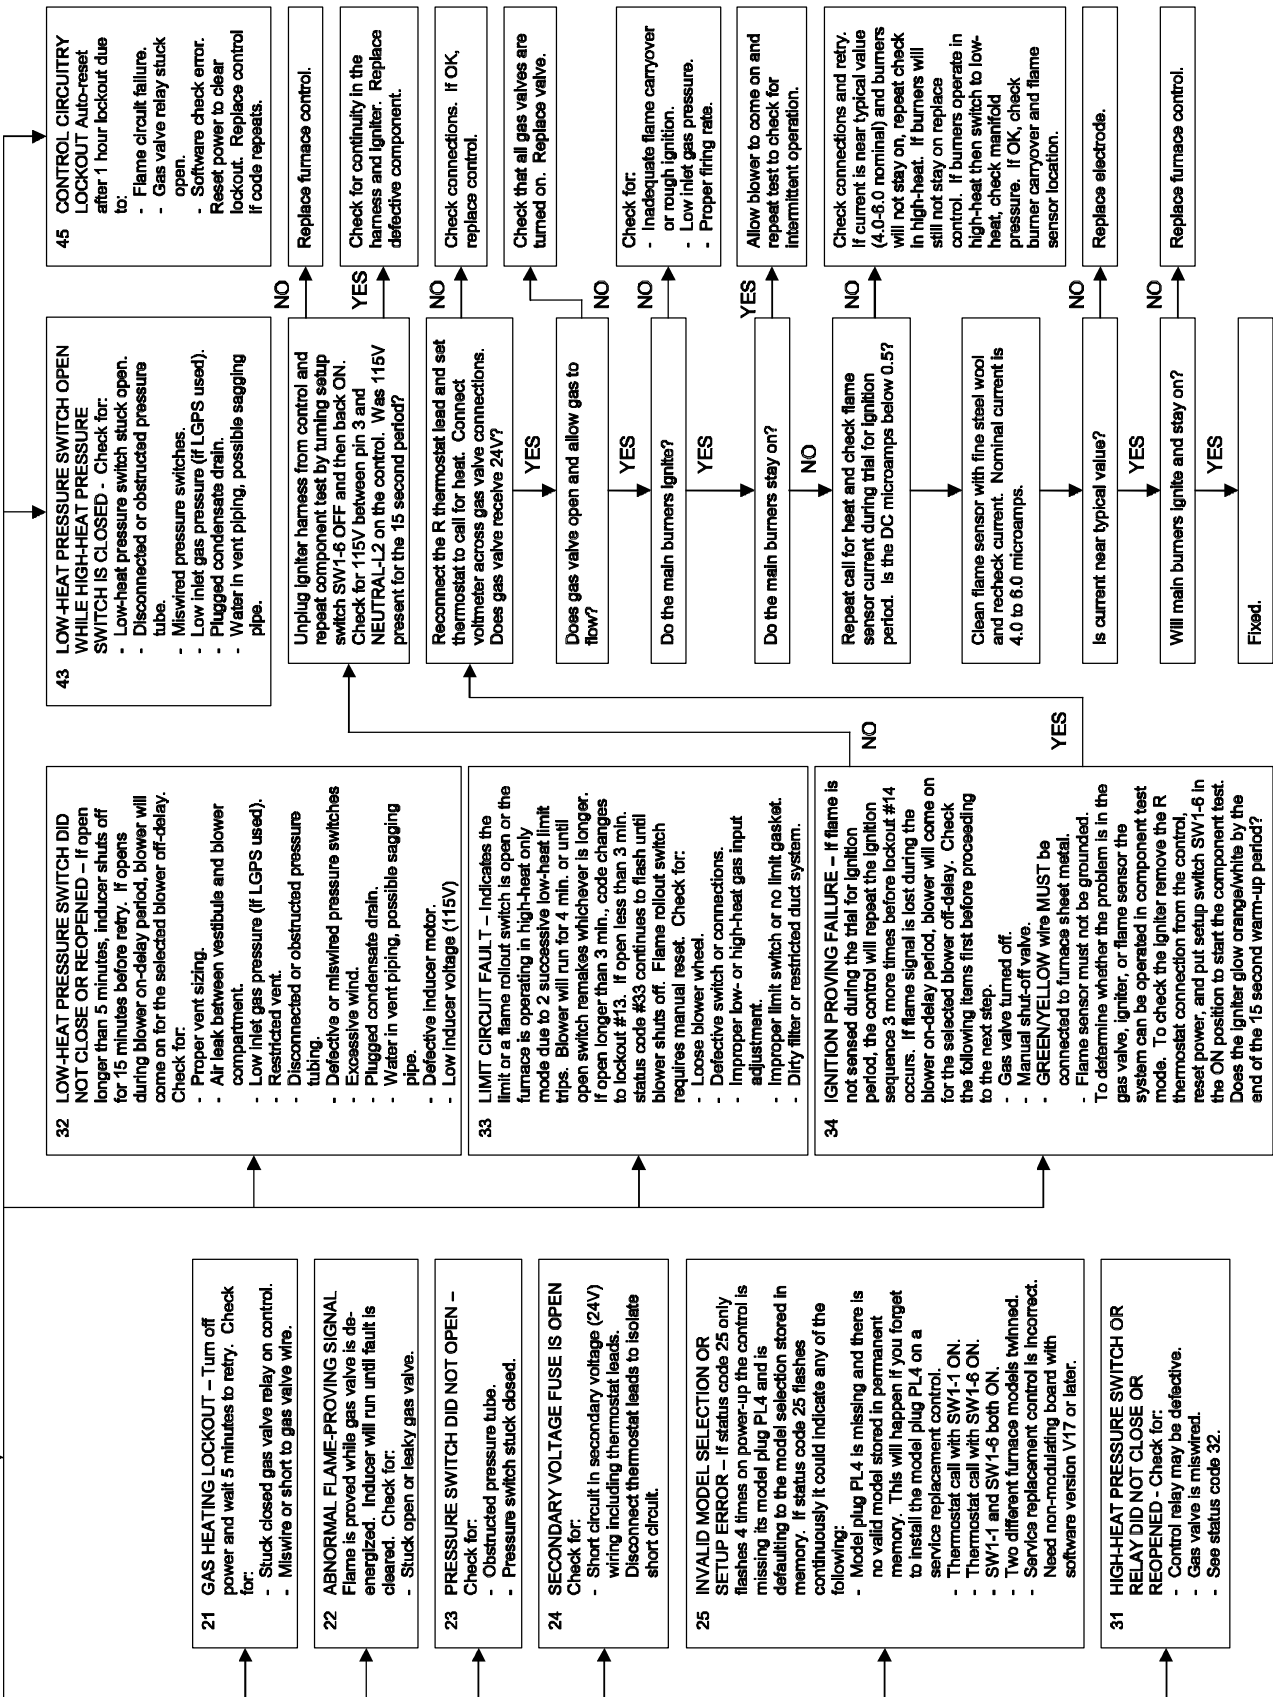 21 GAS HEATING LOCKOUT – Turn off
power and wait 5 minutes to retry. Check
for:
- Stuck closed gas valve relay on control.
- Miswire or short to gas valve wire.
22 ABNORMAL FLAME-PROVING SIGNAL
Flame is proved while gas valve is de-
energized. Inducer will run until fault is
cleared. Check for:
- Stuck open or leaky gas valve.
23 PRESSURE SWITCH DID NOT OPEN –
Check for:
- Obstructed pressure tube.
- Pressure switch stuck closed.
24 SECONDARY VOLTAGE FUSE IS OPEN
Check for:
- Short circuit in secondary voltage (24V)
wiring including thermostat leads.
Disconnect thermostat leads to isolate
short circuit.
25 INVALID MODEL SELECTION OR
SETUP ERROR – If status code 25 only
flashes 4 times on power-up the control is
missing its model plug PL4 and is
defaulting to the model selection stored in
memory. If status code 25 flashes
continuously it could indicate any of the
following:
- Model plug PL4 is missing and there is
no valid model stored in permanent
memory. This will happen if you forget
to install the model plug PL4 on a
service replacement control.
- Thermostat call with SW1-1 ON.
- Thermostat call with SW1-6 ON.
- SW1-1 and SW1-6 both ON.
- Two different furnace models twinned.
- Service replacement control is incorrect.
Need non-modulating board with
software version V17 or later.
31 HIGH-HEAT PRESSURE SWITCH OR
RELAY DID NOT CLOSE OR
REOPENED - Check for:
- Control relay may be defective.
- Gas valve is miswired.
- See status code 32.
32 LOW-HEAT PRESSURE SWITCH DID
NOT CLOSE OR REOPENED – If open
longer than 5 minutes, inducer shuts off
for 15 minutes before retry. If opens
during blower on-delay period, blower will
come on for the selected blower off-delay.
Check for:
- Proper vent sizing.
- Air leak between vestibule and blower
compartment.
- Low inlet gas pressure (if LGPS used).
- Restricted vent.
- Disconnected or obstructed pressure
tubing.
- Defective or miswired pressure switches
- Excessive wind.
- Plugged condensate drain.
- Water in vent piping, possible sagging
pipe.
- Defective inducer motor.
- Low inducer voltage (115V)
33 LIMIT CIRCUIT FAULT – Indicates the
limit or a flame rollout switch is open or the
furnace is operating in high-heat only
mode due to 2 successive low-heat limit
trips. Blower will run for 4 min. or until
open switch remakes whichever is longer.
If open longer than 3 min., code changes
to lockout #13. If open less than 3 min.
status code #33 continues to flash until
blower shuts off. Flame rollout switch
requires manual reset. Check for:
- Loose blower wheel.
- Defective switch or connections.
- Improper low- or high-heat gas input
adjustment.
- Improper limit switch or no limit gasket.
- Dirty filter or restricted duct system.
34 IGNITION PROVING FAILURE – If flame is
not sensed during the trial for ignition
period, the control will repeat the ignition
sequence 3 more times before lockout #14
occurs. If flame signal is lost during the
blower on-delay period, blower will come on
for the selected blower off-delay. Check
the following items first before proceeding
to the next step.
- Gas valve turned off.
- Manual shut-off valve.
- GREEN/YELLOW wire MUST be
connected to furnace sheet metal.
- Flame sensor must not be grounded.
To determine whether the problem is in the
gas valve, igniter, or flame sensor the
system can be operated in component test
mode. To check the igniter remove the R
thermostat connection from the control,
reset power, and put setup switch SW1-6 in
the ON position to start the component test.
Does the igniter glow orange/white by the
end of the 15 second warm-up period?
NO
YES
43 LOW-HEAT PRESSURE SWITCH OPEN
WHILE HIGH-HEAT PRESSURE
SWITCH IS CLOSED - Check for:
- Low-heat pressure switch stuck open.
- Disconnected or obstructed pressure
tube.
- Miswired pressure switches.
- Low inlet gas pressure (if LGPS used).
- Plugged condensate drain.
- Water in vent piping, possible sagging
pipe.
Unplug igniter harness from control and
repeat component test by turning setup
switch SW1-6 OFF and then back ON.
Check for 115V between pin 3 and
NEUTRAL-L2 on the control. Was 115V
present for the 15 second period?
NO
YES
Reconnect the R thermostat lead and set
thermostat to call for heat. Connect
voltmeter across gas valve connections.
Does gas valve receive 24V?
NO
YES
Does gas valve open and allow gas to
flow?
NO
YES
Do the main burners ignite?
NO
YES
Do the main burners stay on?
YES
NO
Repeat call for heat and check flame
sensor current during trial for ignition
period. Is the DC microamps below 0.5?
NO
Clean flame sensor with fine steel wool
and recheck current. Nominal current is
4.0 to 6.0 microamps.
Is current near typical value?
NO
YES
Will main burners ignite and stay on?
NO
YES
Fixed.
45 CONTROL CIRCUITRY
LOCKOUT Auto-reset
after 1 hour lockout due
to:
- Flame circuit failure.
- Gas valve relay stuck
open.
- Software check error.
Reset power to clear
lockout. Replace control
if code repeats.
Replace furnace control.
Check for continuity in the
harness and igniter. Replace
defective component.
Check connections. If OK,
replace control.
Check that all gas valves are
turned on. Replace valve.
Check for:
- Inadequate flame carryover
or rough ignition.
- Low inlet gas pressure.
- Proper firing rate.
Allow blower to come on and
repeat test to check for
intermittent operation.
Check connections and retry.
If current is near typical value
(4.0-6.0 nominal) and burners
will not stay on, repeat check
in high-heat. If burners will
still not stay on replace
control. If burners operate in
high-heat then switch to low-
heat, check manifold
pressure. If OK, check
burner carryover and flame
sensor location.
Replace electrode.
Replace furnace control.